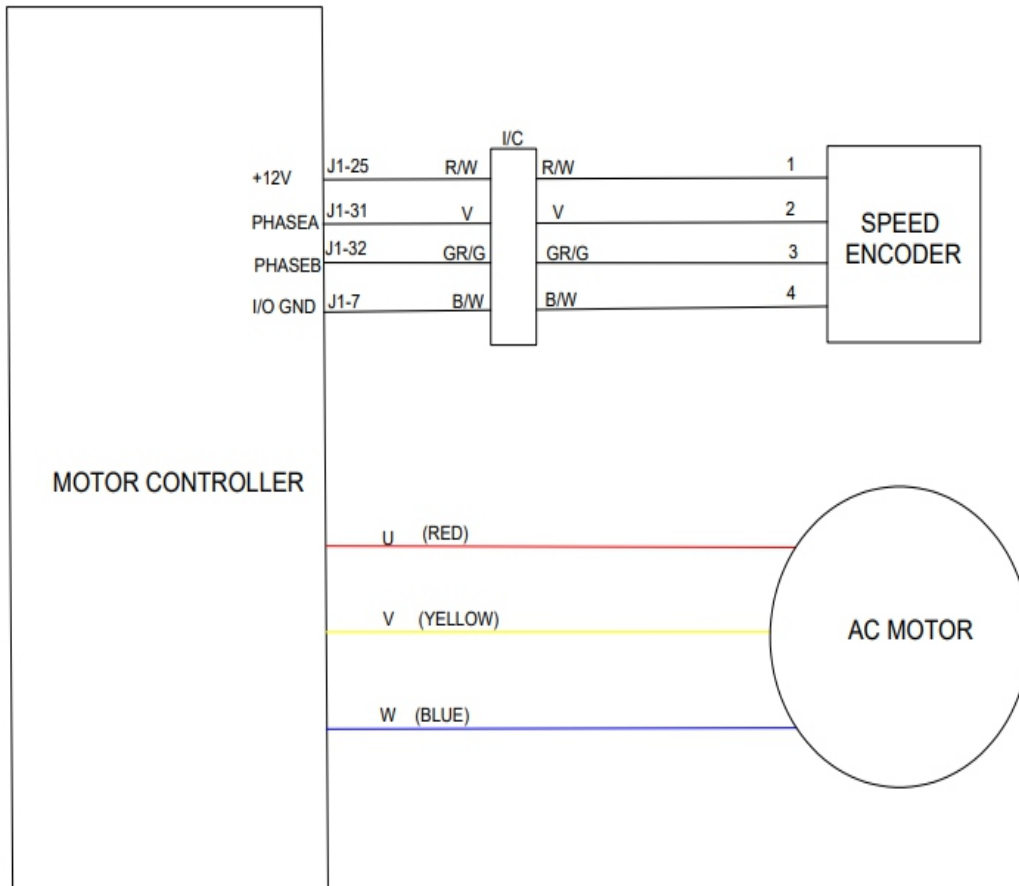 I/C
+12V
J1-25
R/W
R/W
1
PHASEA
J1-31
V
V
2
PHASEB
J1-32
GR/G
GR/G
3
I/O GND
J1-7
B/W
B/W
4
SPEED
ENCODER
MOTOR CONTROLLER
U (RED)
V (YELLOW)
W (BLUE)
AC MOTOR